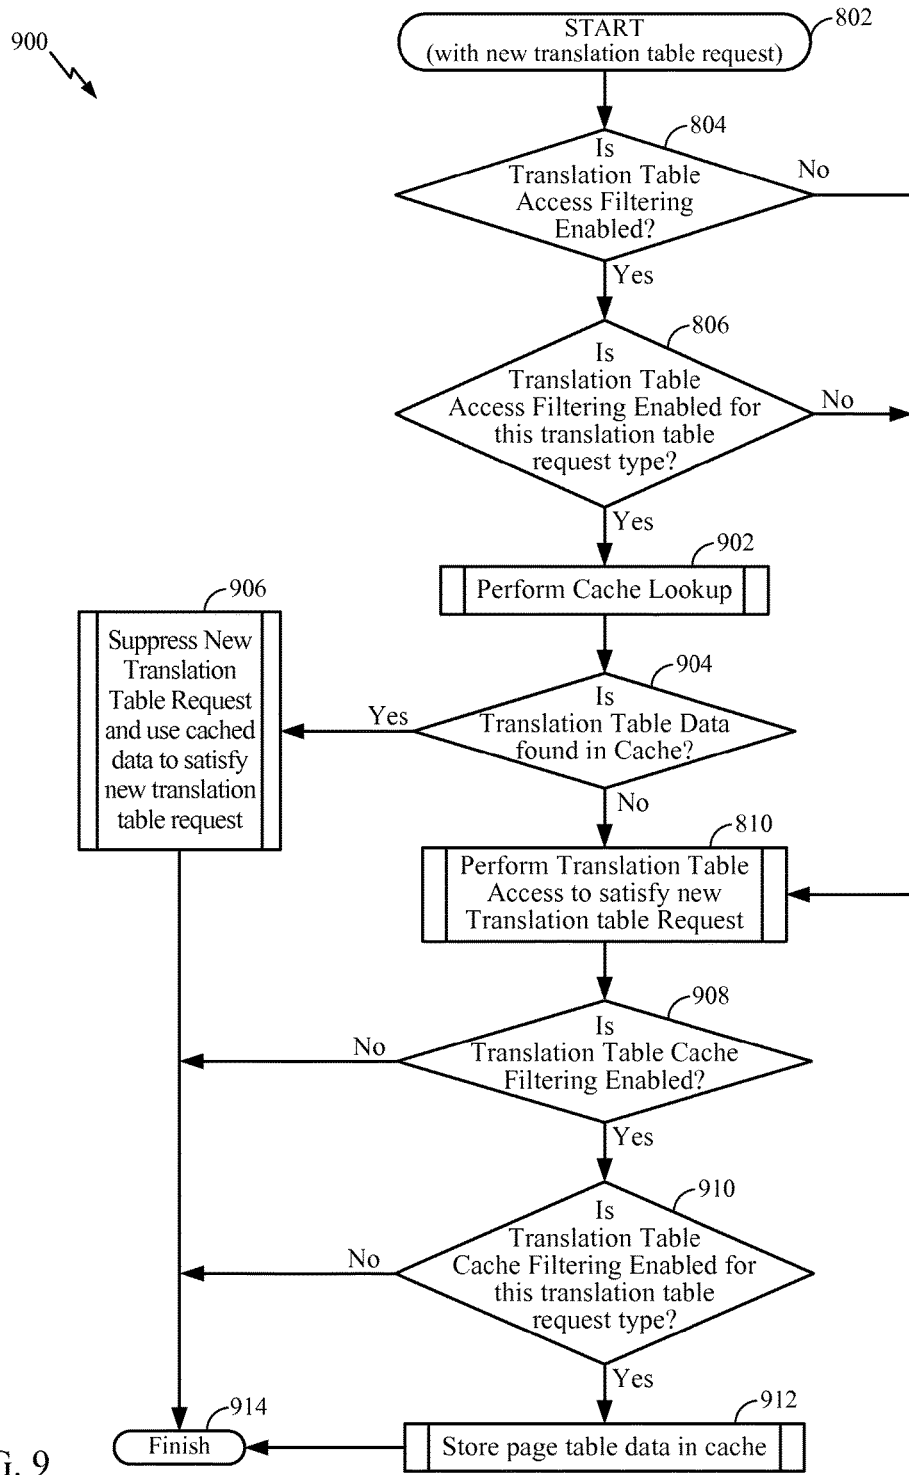 900
START
(with new translation table request)
802
804
Is
Translation Table
Access Filtering
Enabled?
No
Yes
806
Is
Translation Table
Access Filtering Enabled for
this translation table
request type?
No
Yes
902
Perform Cache Lookup
906
Suppress New
Translation
Table Request
and use cached
data to satisfy
new translation
table request
904
Is
Translation Table Data
found in Cache?
Yes
No
810
Perform Translation Table
Access to satisfy new
Translation table Request
908
Is
Translation Table Cache
Filtering Enabled?
No
Yes
910
Is
Translation Table
Cache Filtering Enabled for
this translation table
request type?
No
Yes
912
Store page table data in cache
914
Finish
G. 9